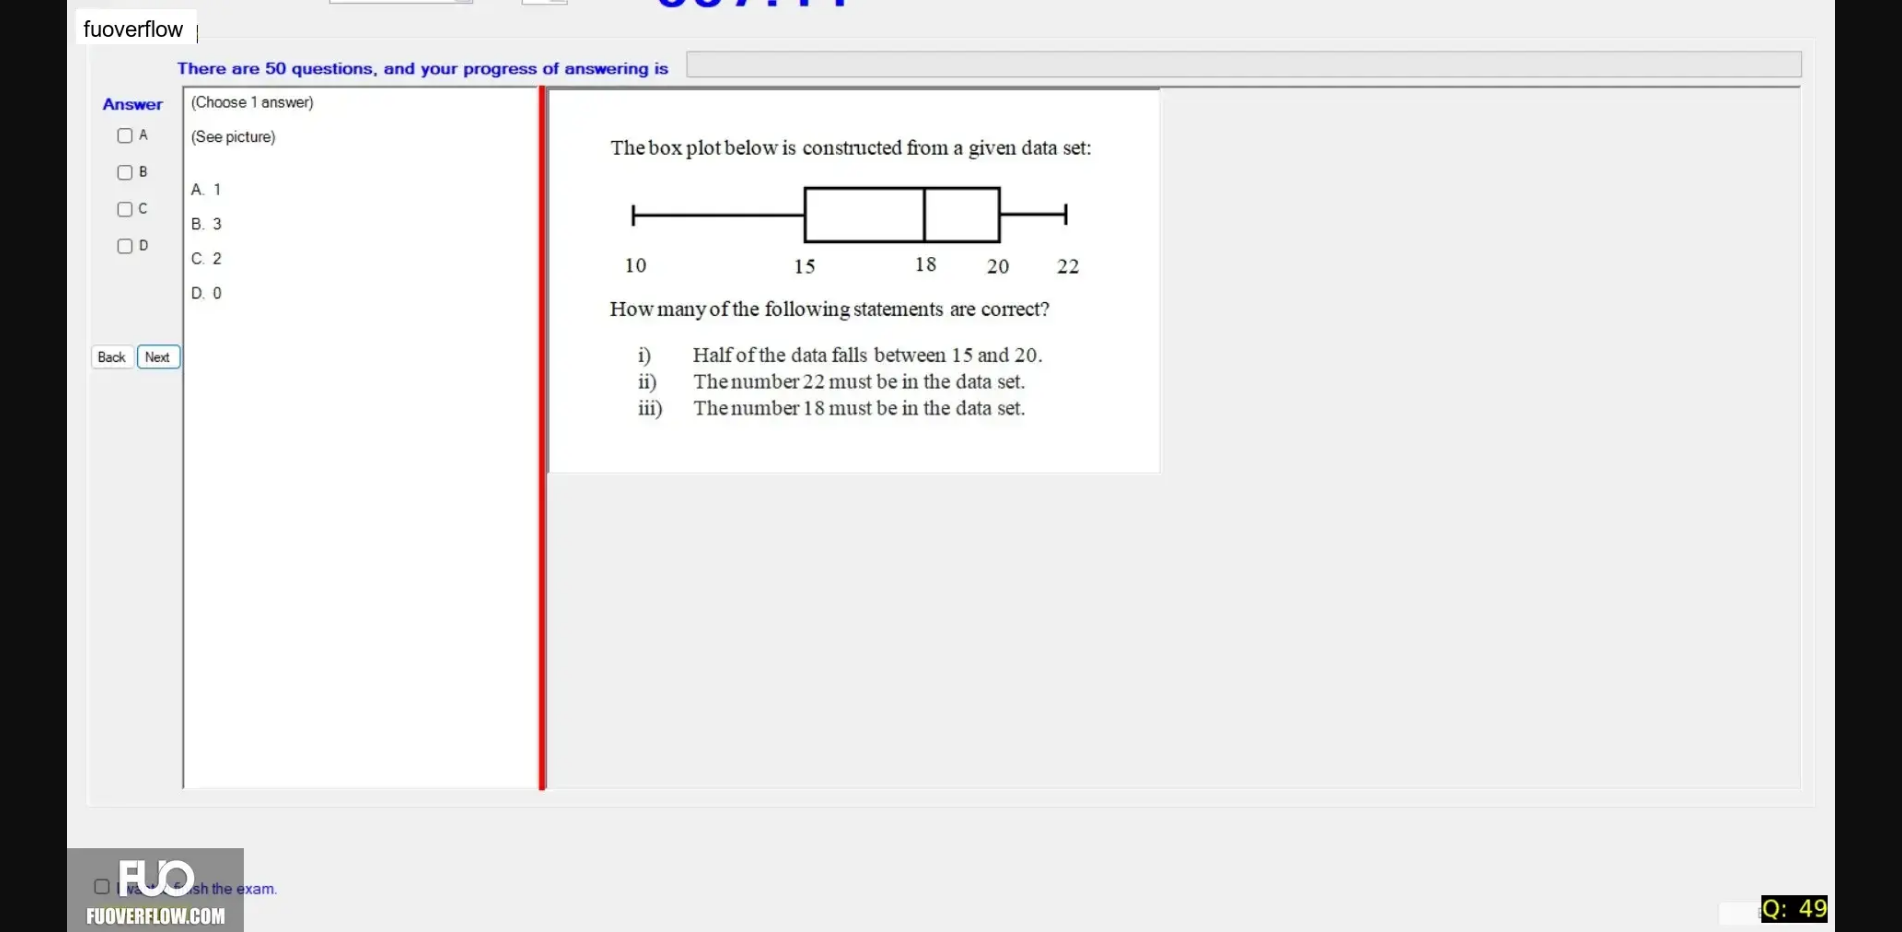 fuoverflow
There are 50 questions, and your progress of answering is
Answer
A
B
C
D
Back Next
(Choose 1 answer)
(See picture)
A. 1
B. 3
C. 2
D. 0
The box plot below is constructed from a given data set:
10 15 18 20 22
How many of the following statements are correct?
i) Half of the data falls between 15 and 20.
ii) The number 22 must be in the data set.
iii) The number 18 must be in the data set.
FUO
the exam.
FUOVERFLOW.COM
Q: 49